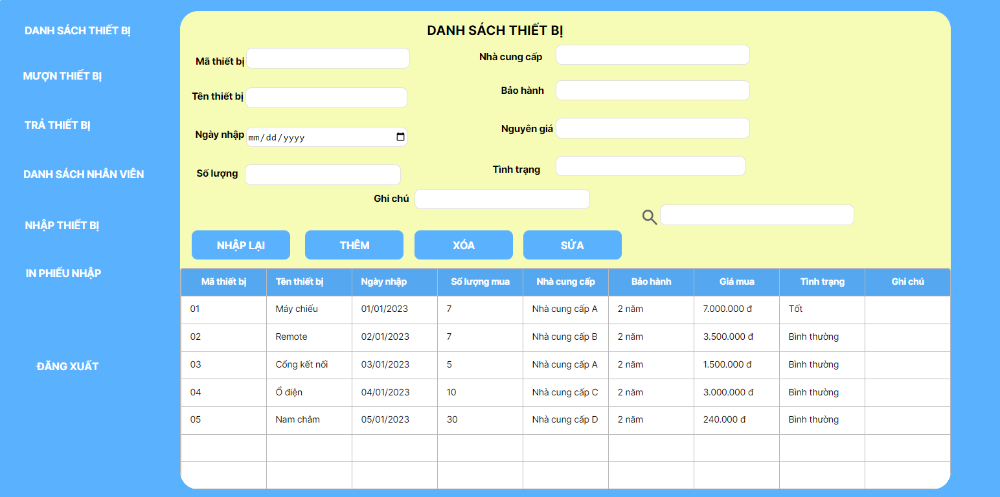 DANH SÁCH THIẾT BỊ
MƯỢN THIẾT BỊ
TRẢ THIẾT BỊ
DANH SÁCH NHÂN VIÊN
NHẬP THIẾT BỊ
IN PHIẾU NHẬP
ĐĂNG XUẤT
DANH SÁCH THIẾT BỊ
Mã thiết bị
Nhà cung cấp
Tên thiết bị
Bảo hành
Ngày nhập mm/dd/yyyy
Nguyên giá
Số lượng
Tình trạng
Ghi chú
NHẬP LẠI THÊM XÓA SỬA
Mã thiết bị Tên thiết bị Ngày nhập Số lượng mua Nhà cung cấp Bảo hành Giá mua Tình trạng Ghi chú
01 Máy chiếu 01/01/2023 7 Nhà cung cấp A 2 năm 7.000.000 đ Tốt
02 Remote 02/01/2023 7 Nhà cung cấp B 2 năm 3.500.000 đ Bình thường
03 Cổng kết nối 03/01/2023 5 Nhà cung cấp A 2 năm 1.500.000 đ Bình thường
04 Ổ điện 04/01/2023 10 Nhà cung cấp C 2 năm 3.000.000 đ Bình thường
05 Nam châm 05/01/2023 30 Nhà cung cấp D 2 năm 240.000 đ Bình thường